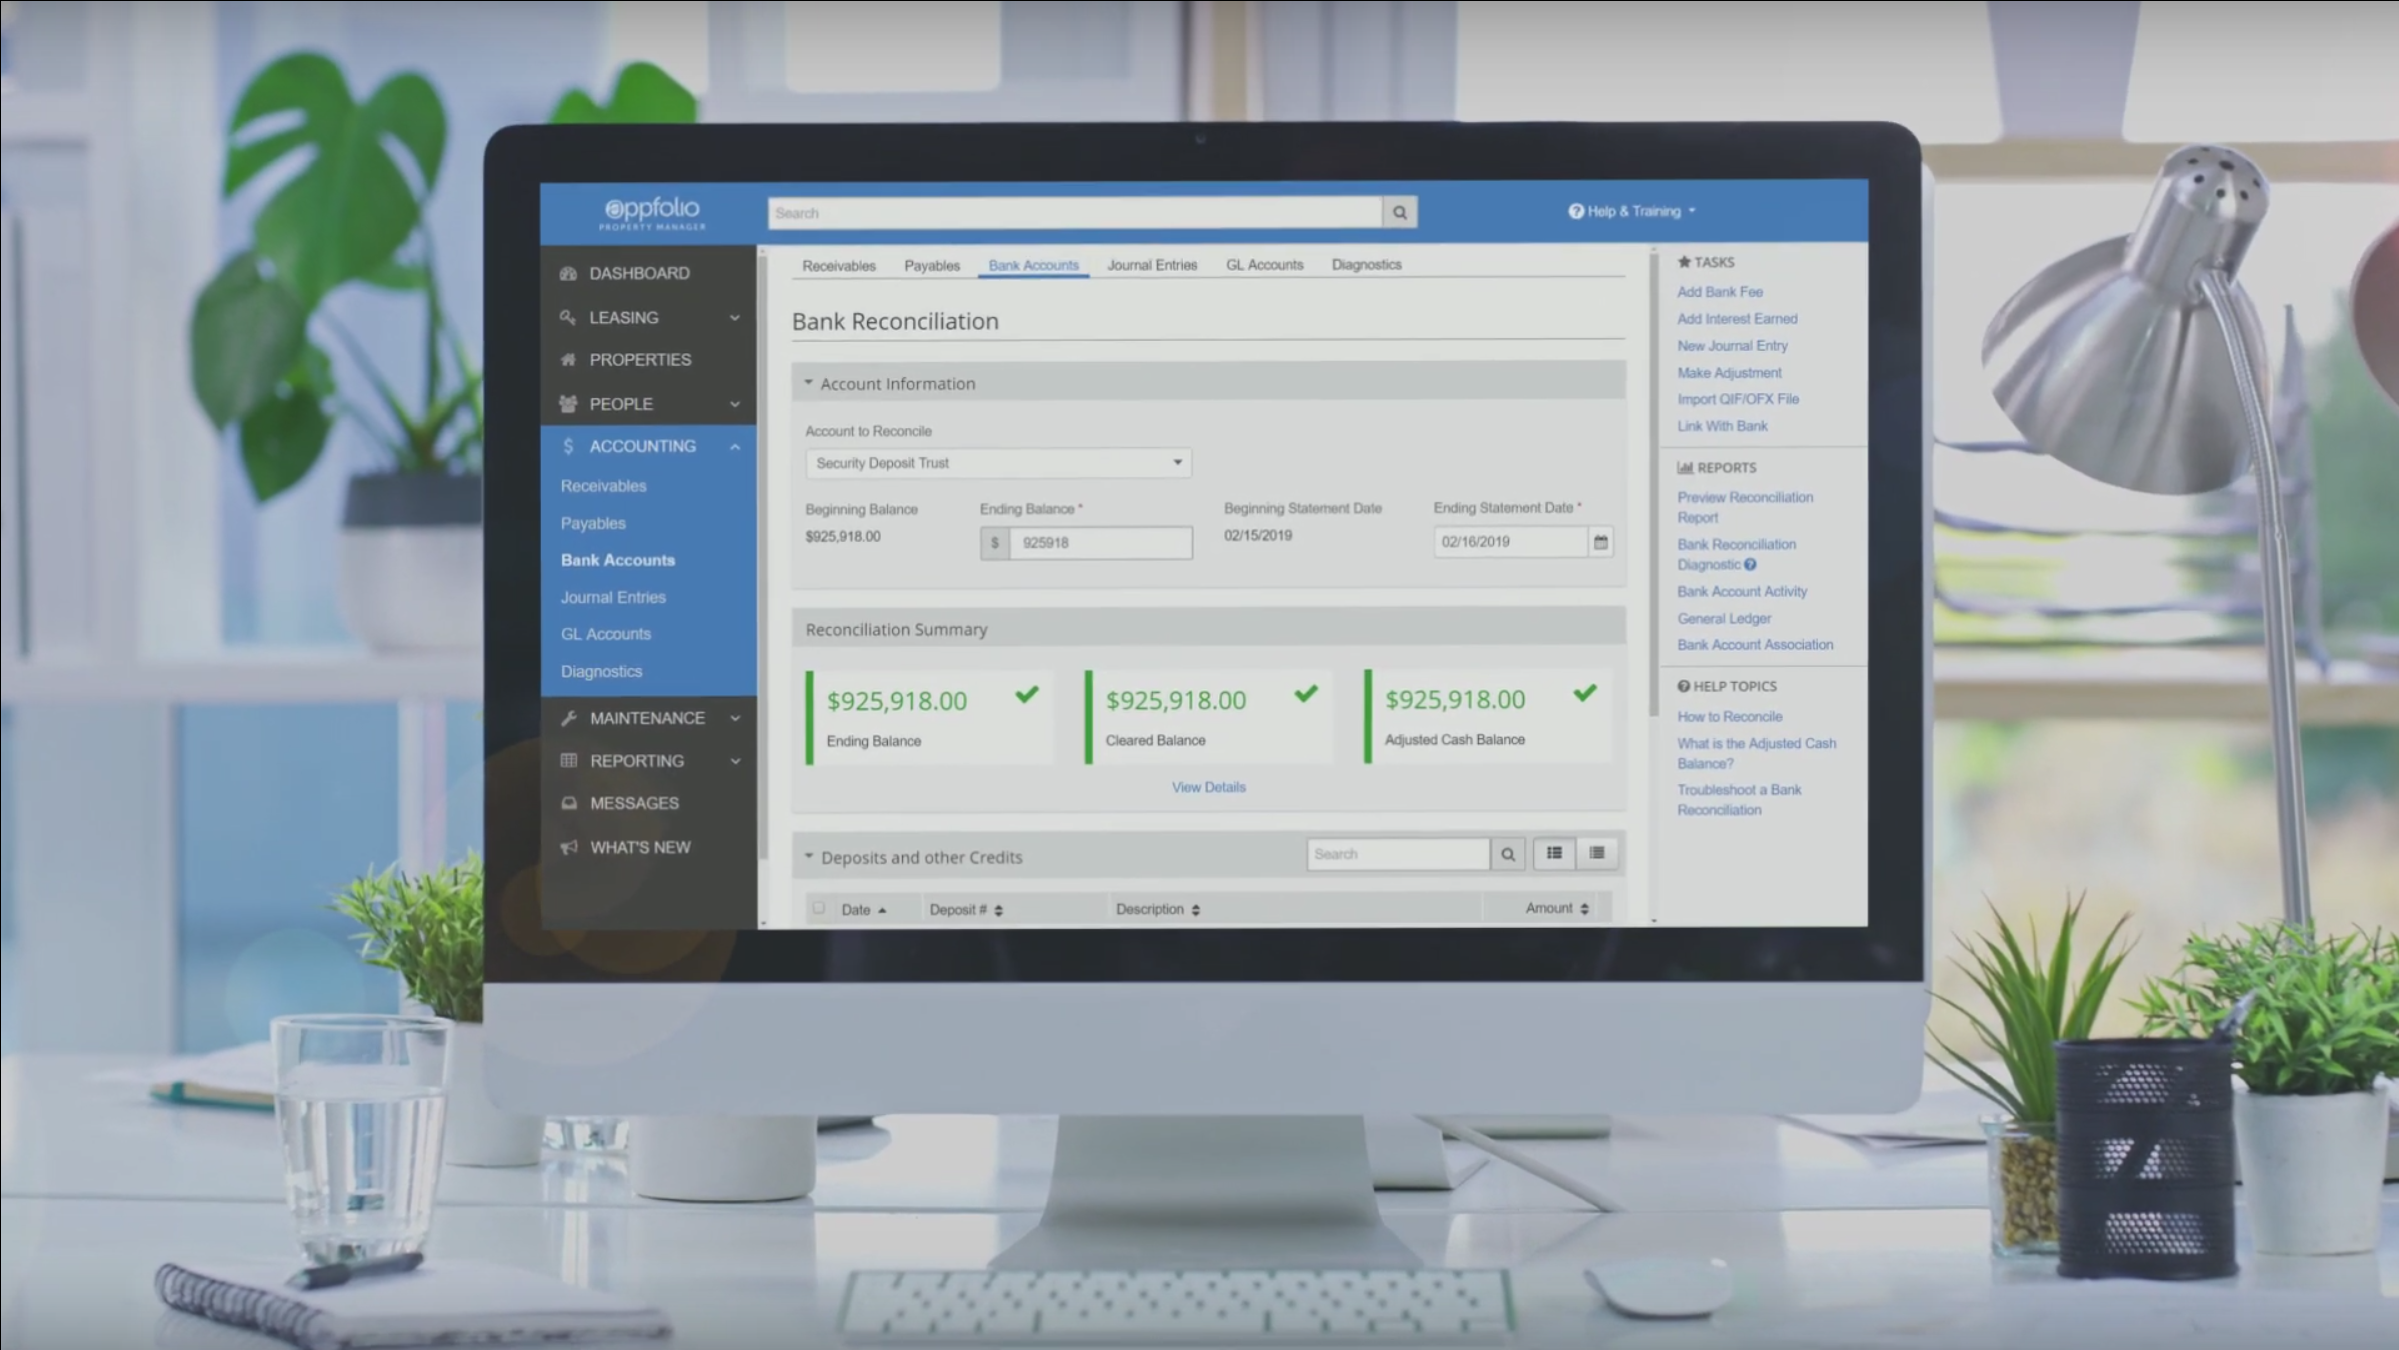 appfolio
PROPERTY MANAGER
Search
Help & Training
DASHBOARD
LEASING
PROPERTIES
PEOPLE
$ ACCOUNTING
Receivables
Payables
Bank Accounts
Journal Entries
GL Accounts
Diagnostics
MAINTENANCE
REPORTING
MESSAGES
WHAT'S NEW
Receivables Payables Bank Accounts Journal Entries GL Accounts Diagnostics
Bank Reconciliation
Account Information
Account to Reconcile
Security Deposit Trust
Beginning Balance Ending Balance * Beginning Statement Date Ending Statement Date *
$925,918.00 $ 925918 02/15/2019 02/16/2019
Reconciliation Summary
$925,918.00 $925,918.00 $925,918.00
Ending Balance Cleared Balance Adjusted Cash Balance
View Details
Deposits and other Credits Search
Date Deposit # Description Amount
TASKS
Add Bank Fee
Add Interest Earned
New Journal Entry
Make Adjustment
Import QIF/OFX File
Link With Bank
REPORTS
Preview Reconciliation
Report
Bank Reconciliation
Diagnostic ?
Bank Account Activity
General Ledger
Bank Account Association
? HELP TOPICS
How to Reconcile
What is the Adjusted Cash
Balance?
Troubleshoot a Bank
Reconciliation